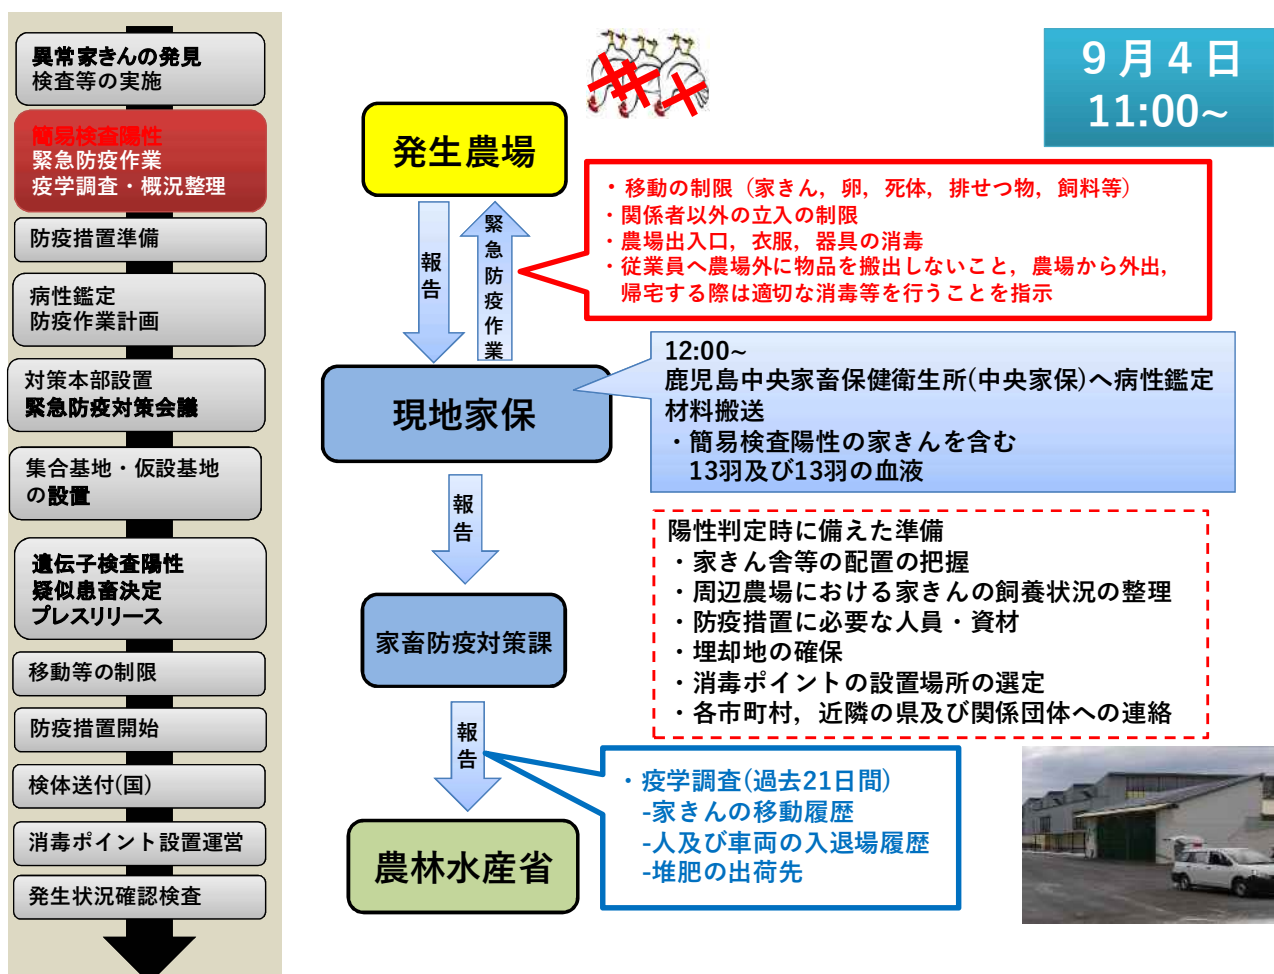 異常家きんの発見
検査等の実施
簡易検査陽性
緊急防疫作業
疫学調査・概況整理
防疫措置準備
病性鑑定
防疫作業計画
対策本部設置
緊急防疫対策会議
集合基地・仮設基地
の設置
遺伝子検査陽性
疑似患畜決定
プレスリリース
移動等の制限
防疫措置開始
検体送付(国)
消毒ポイント設置運営
発生状況確認検査
9月4日
11:00~
発生農場
報告
緊急防疫作業
・移動の制限（家きん，卵，死体，排せつ物，飼料等）
・関係者以外の立入の制限
・農場出入口，衣服，器具の消毒
・従業員へ農場外に物品を搬出しないこと，農場から外出，
帰宅する際は適切な消毒等を行うことを指示
現地家保
12:00~
鹿児島中央家畜保健衛生所(中央家保)へ病性鑑定
材料搬送
・簡易検査陽性の家きんを含む
13羽及び13羽の血液
報告
陽性判定時に備えた準備
・家きん舎等の配置の把握
・周辺農場における家きんの飼養状況の整理
・防疫措置に必要な人員・資材
・埋却地の確保
・消毒ポイントの設置場所の選定
・各市町村，近隣の県及び関係団体への連絡
家畜防疫対策課
報告
・疫学調査(過去21日間)
-家きんの移動履歴
-人及び車両の入退場履歴
-堆肥の出荷先
農林水産省